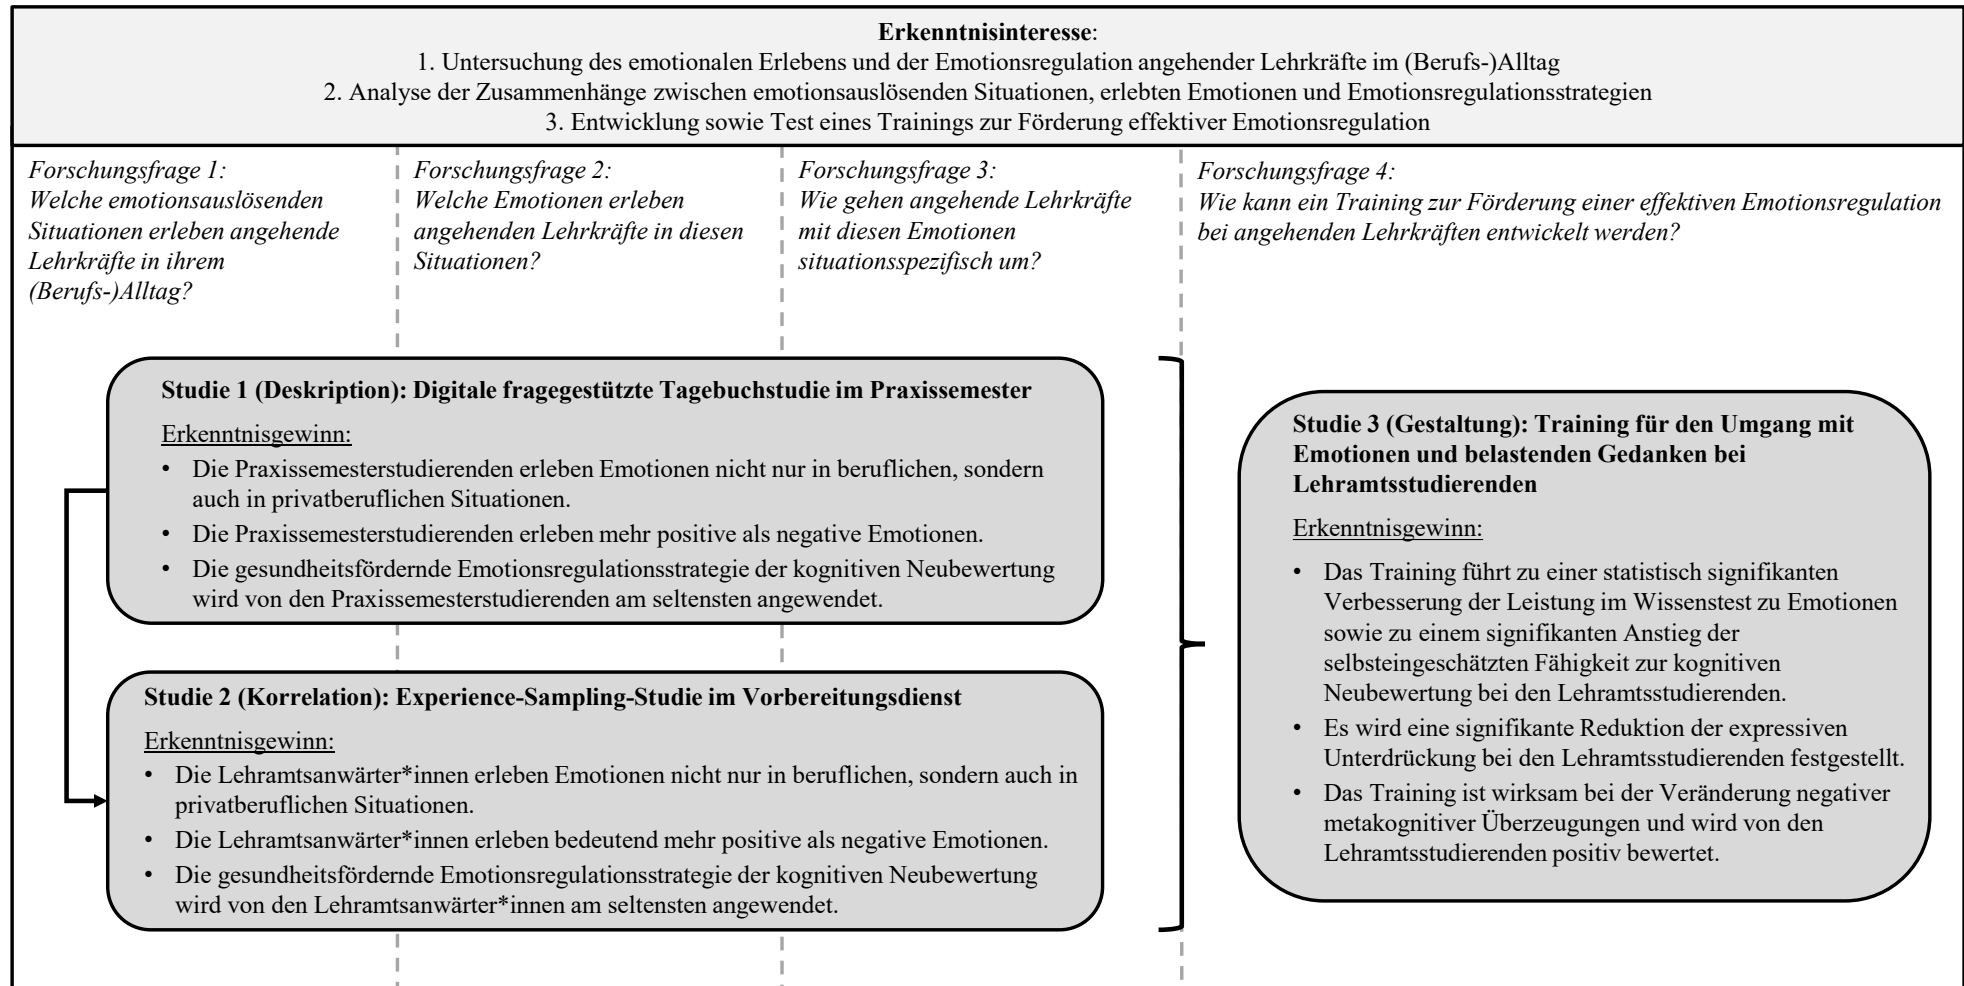 Erkenntnisinteresse:
1. Untersuchung des emotionalen Erlebens und der Emotionsregulation angehender Lehrkräfte im (Berufs-)Alltag
2. Analyse der Zusammenhänge zwischen emotionsauslösenden Situationen, erlebten Emotionen und Emotionsregulationsstrategien
3. Entwicklung sowie Test eines Trainings zur Förderung effektiver Emotionsregulation
Forschungsfrage 1:
Welche emotionsauslösenden
Situationen erleben angehende
Lehrkräfte in ihrem
(Berufs-)Alltag?
Forschungsfrage 2:
Welche Emotionen erleben
angehenden Lehrkräfte in diesen
Situationen?
Forschungsfrage 3:
Wie gehen angehende Lehrkräfte
mit diesen Emotionen
situationsspezifisch um?
Forschungsfrage 4:
Wie kann ein Training zur Förderung einer effektiven Emotionsregulation
bei angehenden Lehrkräften entwickelt werden?
Studie 1 (Deskription): Digitale fragegestützte Tagebuchstudie im Praxissemester
Erkenntnisgewinn:
• Die Praxissemesterstudierenden erleben Emotionen nicht nur in beruflichen, sondern
auch in privatberuflichen Situationen.
• Die Praxissemesterstudierenden erleben mehr positive als negative Emotionen.
• Die gesundheitsfördernde Emotionsregulationsstrategie der kognitiven Neubewertung
wird von den Praxissemesterstudierenden am seltensten angewendet.
Studie 2 (Korrelation): Experience-Sampling-Studie im Vorbereitungsdienst
Erkenntnisgewinn:
• Die Lehramtsanwärter*innen erleben Emotionen nicht nur in beruflichen, sondern auch in
privatberuflichen Situationen.
• Die Lehramtsanwärter*innen erleben bedeutend mehr positive als negative Emotionen.
• Die gesundheitsfördernde Emotionsregulationsstrategie der kognitiven Neubewertung
wird von den Lehramtsanwärter*innen am seltensten angewendet.
Studie 3 (Gestaltung): Training für den Umgang mit
Emotionen und belastenden Gedanken bei
Lehramtsstudierenden
Erkenntnisgewinn:
• Das Training führt zu einer statistisch signifikanten
Verbesserung der Leistung im Wissenstest zu Emotionen
sowie zu einem signifikanten Anstieg der
selbsteingeschätzten Fähigkeit zur kognitiven
Neubewertung bei den Lehramtsstudierenden.
• Es wird eine signifikante Reduktion der expressiven
Unterdrückung bei den Lehramtsstudierenden festgestellt.
• Das Training ist wirksam bei der Veränderung negativer
metakognitiver Überzeugungen und wird von den
Lehramtsstudierenden positiv bewertet.